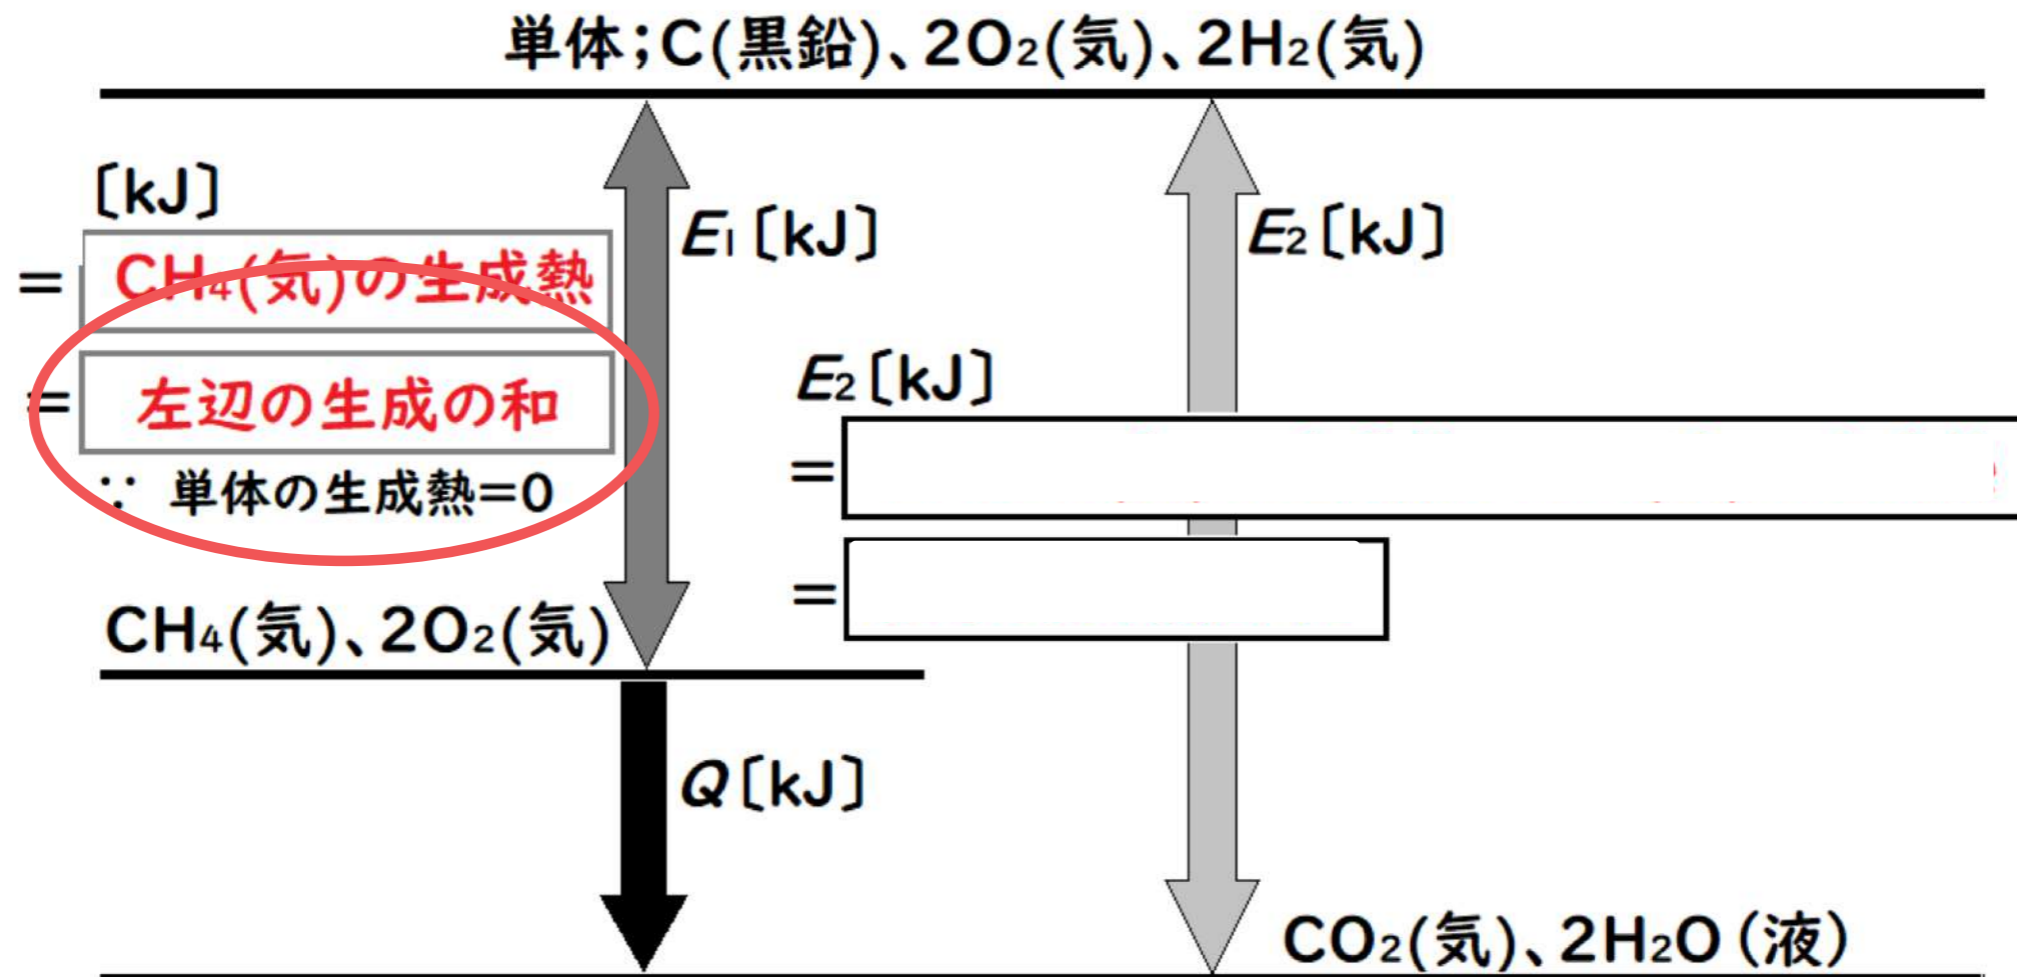 単体;C(黒鉛)、2O₂(気)、2H₂(気)
〔kJ〕
= CH₄(気)の生成熱
= 左辺の生成の和
∵ 単体の生成熱=0
E₁〔kJ〕
E₂〔kJ〕
E₂〔kJ〕
=
=
CH₄(気)、2O₂(気)
Q〔kJ〕
CO₂(気)、2H₂O(液)